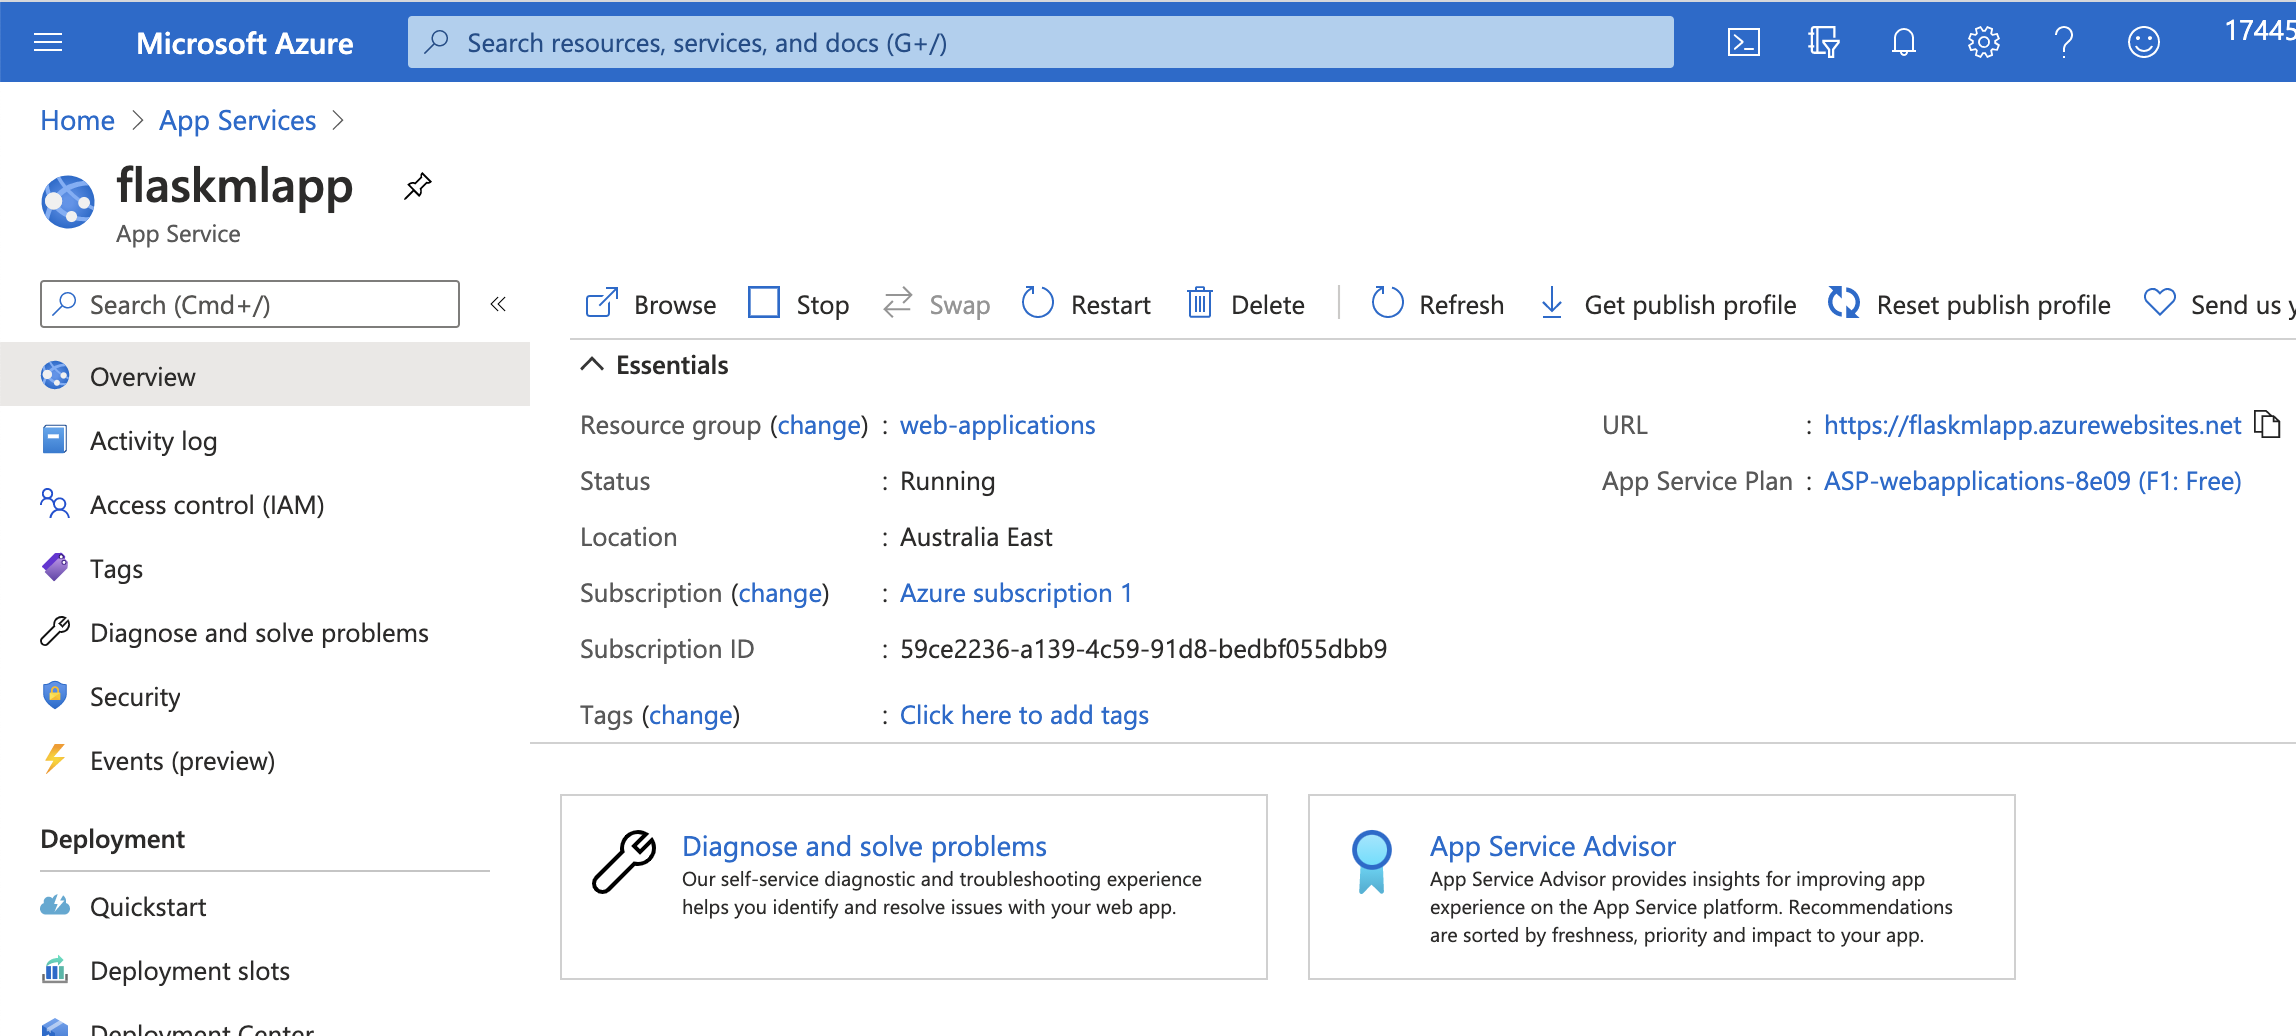 Microsoft Azure
Search resources, services, and docs (G+/)
17445
Home > App Services >
flaskmlapp
App Service
Search (Cmd+/)
«
Browse Stop Swap Restart Delete Refresh Get publish profile Reset publish profile Send us y
Overview
Activity log
Access control (IAM)
Tags
Diagnose and solve problems
Security
Events (preview)
Deployment
Quickstart
Deployment slots
Deployment Center
Essentials
Resource group (change) : web-applications
Status : Running
Location : Australia East
Subscription (change) : Azure subscription 1
Subscription ID : 59ce2236-a139-4c59-91d8-bedbf055dbb9
Tags (change) : Click here to add tags
URL : https://flaskmlapp.azurewebsites.net
App Service Plan : ASP-webapplications-8e09 (F1: Free)
Diagnose and solve problems
Our self-service diagnostic and troubleshooting experience
helps you identify and resolve issues with your web app.
App Service Advisor
App Service Advisor provides insights for improving app
experience on the App Service platform. Recommendations
are sorted by freshness, priority and impact to your app.